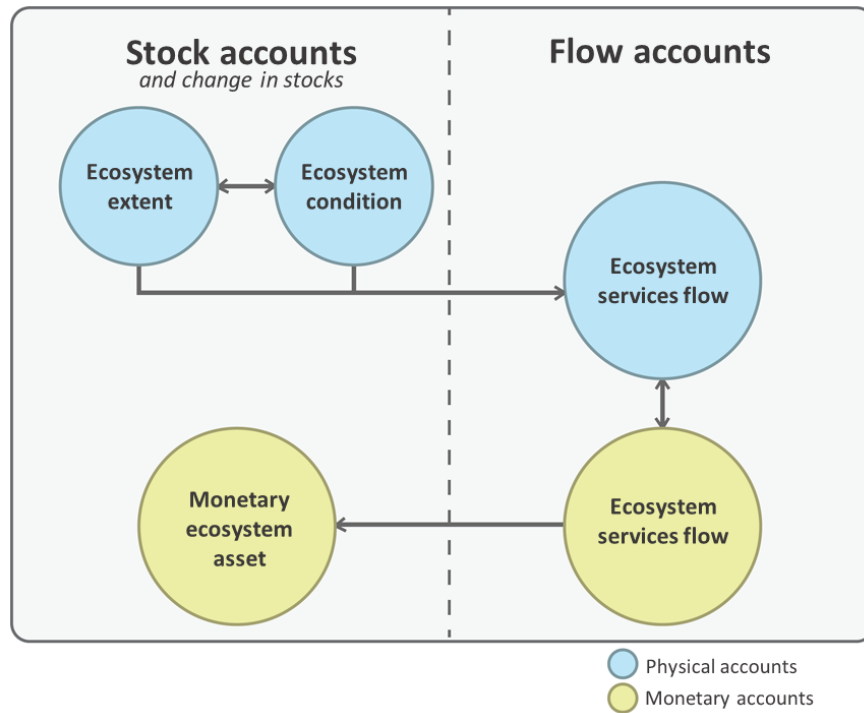 Stock accounts
and change in stocks
Flow accounts
Ecosystem
extent
Ecosystem
condition
Ecosystem
services flow
Monetary
ecosystem
asset
Ecosystem
services flow
Physical accounts
Monetary accounts